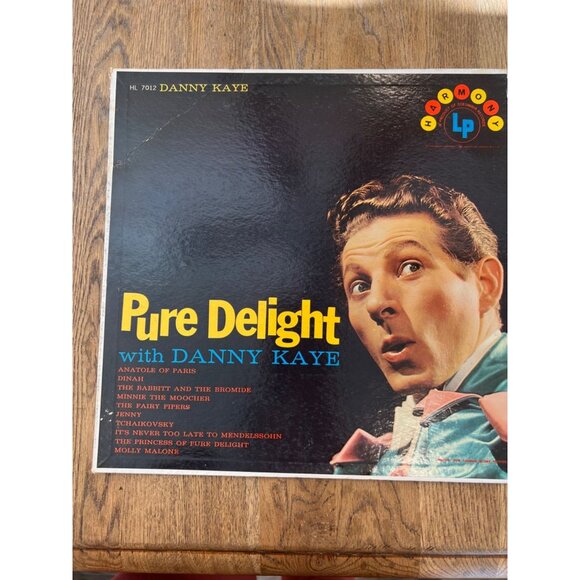 HL 7012 DANNY KAYE
HARMONY
Lp
Pure Delight
with DANNY KAYE
ANATOLE OF PARIS
DINAH
THE BABBITT AND THE BROMIDE
MINNIE THE MOOCHER
THE FAIRY PIPERS
JENNY
TCHAIKOVSKY
IT'S NEVER TOO LATE TO MENDELSSOHN
THE PRINCESS OF PURE DELIGHT
MOLLY MALONE